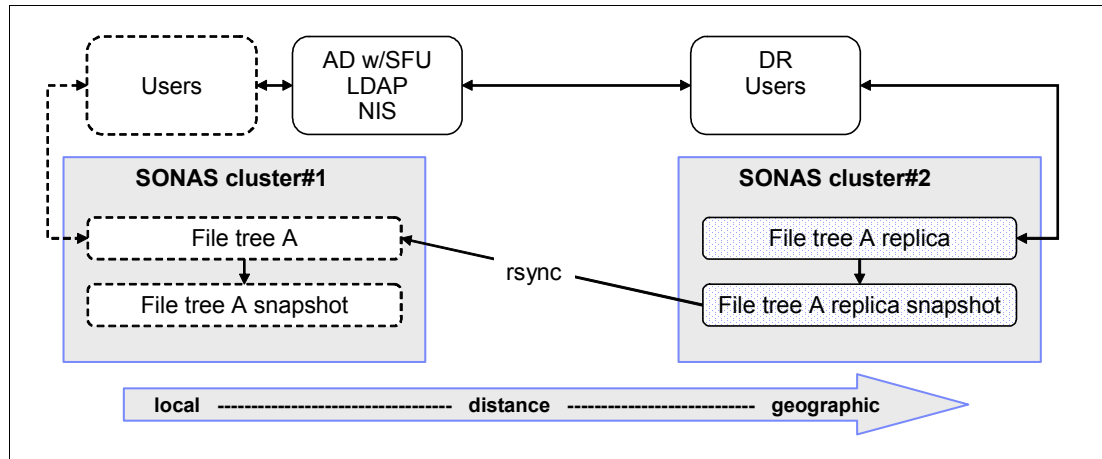 Users
AD w/SFU
LDAP
NIS
DR
Users
SONAS cluster#1
SONAS cluster#2
File tree A
File tree A replica
rsync
File tree A snapshot
File tree A replica snapshot
local ----------------------------------- distance ---------------------------- geographic